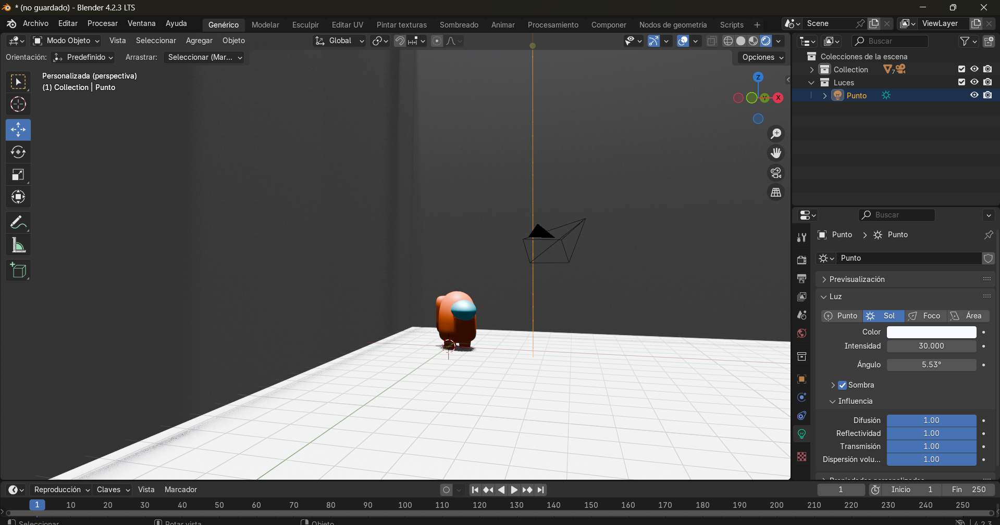 * (no guardado) - Blender 4.2.3 LTS
Archivo Editar Procesar Ventana Ayuda
Genérico Modelar Esculpir Editar UV Pintar texturas Sombreado Animar Procesamiento Componer Nodos de geometría Scripts +
Scene ViewLayer
Modo Objeto Vista Seleccionar Agregar Objeto Global
Orientación: Predefinido Arrastrar: Seleccionar (Mar... Opciones
Personalizada (perspectiva)
(1) Collection | Punto
Z
Y X
Buscar
Colecciones de la escena
Collection 7
Luces
Punto
Buscar
Punto > Punto
Punto
Previsualización
Luz
Punto Sol Foco Área
Color
Intensidad 30.000
Ángulo 5.53°
Sombra
Influencia
Difusión 1.00
Reflectividad 1.00
Transmisión 1.00
Dispersión volu... 1.00
Propiedades personalizadas
Reproducción Claves Vista Marcador 1 Inicio 1 Fin 250
1 10 20 30 40 50 60 70 80 90 100 110 120 130 140 150 160 170 180 190 200 210 220 230 240 250
Seleccionar Rotar vista Objeto 4.2.3